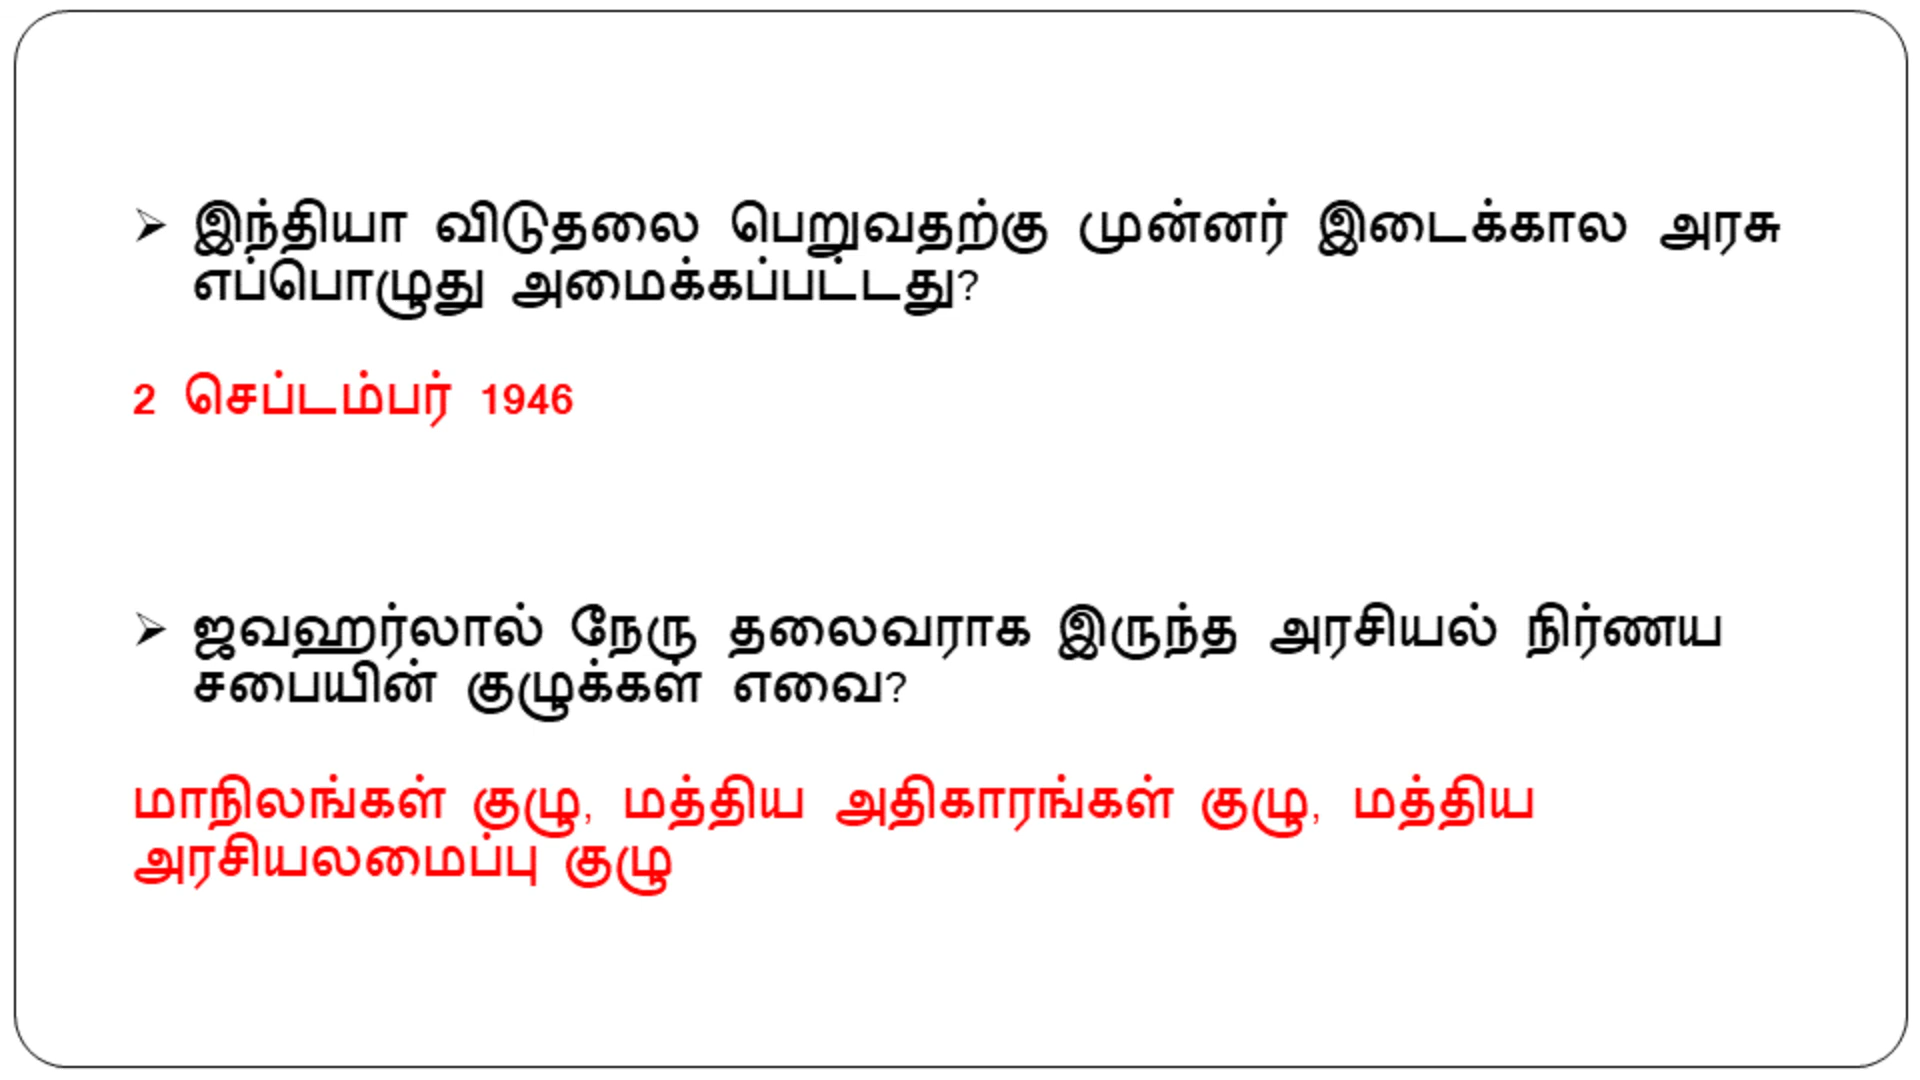 ➢ இந்தியா விடுதலை பெறுவதற்கு முன்னர் இடைக்கால அரசு
எப்பொழுது அமைக்கப்பட்டது?
2 செப்டம்பர் 1946
➢ ஜவஹர்லால் நேரு தலைவராக இருந்த அரசியல் நிர்ணய
சபையின் குழுக்கள் எவை?
மாநிலங்கள் குழு, மத்திய அதிகாரங்கள் குழு, மத்திய
அரசியலமைப்பு குழு